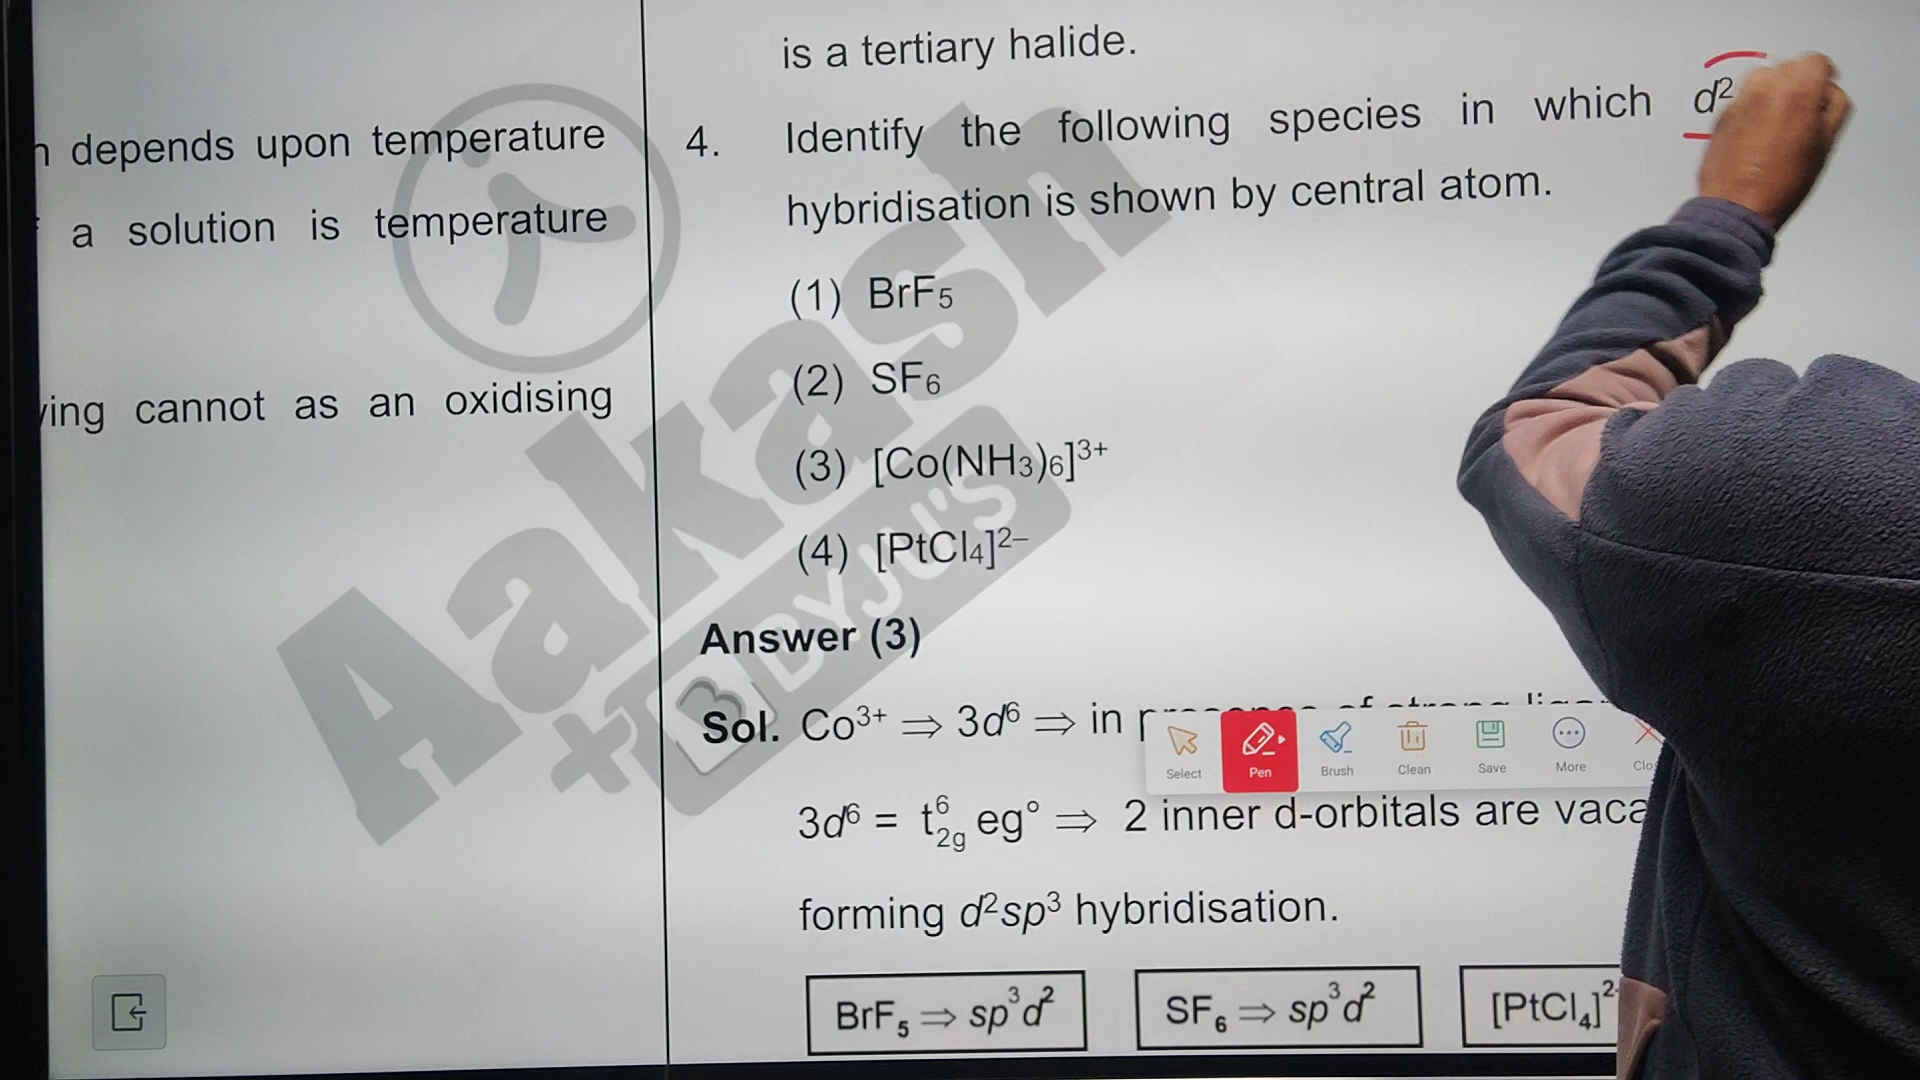 is a tertiary halide.
depends upon temperature
a solution is temperature
cannot as an oxidising
4. Identify the following species in which d²
hybridisation is shown by central atom.
(1) BrF₅
(2) SF₆
(3) [Co(NH₃)₆]³⁺
(4) [PtCl₄]²⁻
Answer (3)
Sol. Co³⁺ ⇒ 3d⁶ ⇒ in
Select Pen Brush Clean Save More
3d⁶ = t₂g⁶ eg° ⇒ 2 inner d-orbitals are
forming d²sp³ hybridisation.
BrF₅ ⇒ sp³d²
SF₆ ⇒ sp³d²
[PtCl₄]²
Aakash
+ BYJU'S